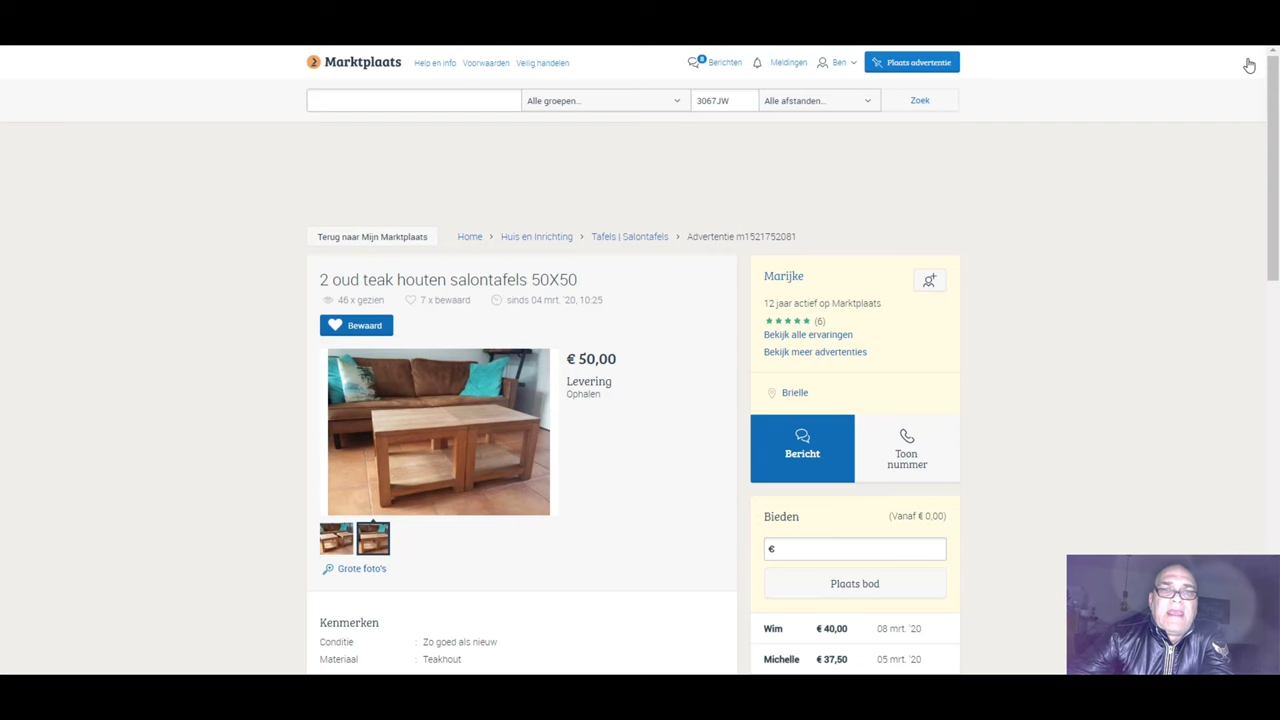 Marktplaats
Help en info Voorwaarden Veilig handelen
8 Berichten Meldingen Ben Plaats advertentie
Alle groepen... 3067JW Alle afstanden... Zoek
Terug naar Mijn Marktplaats Home > Huis en Inrichting > Tafels | Salontafels > Advertentie m1521752081
2 oud teak houten salontafels 50X50
46 x gezien 7 x bewaard sinds 04 mrt. '20, 10:25
Bewaard
€ 50,00
Levering
Ophalen
Grote foto's
Kenmerken
Conditie : Zo goed als nieuw
Materiaal : Teakhout
Marijke
12 jaar actief op Marktplaats
(6)
Bekijk alle ervaringen
Bekijk meer advertenties
Brielle
Bericht
Toon
nummer
Bieden (Vanaf € 0,00)
€
Plaats bod
Wim € 40,00 08 mrt. '20
Michelle € 37,50 05 mrt. '20